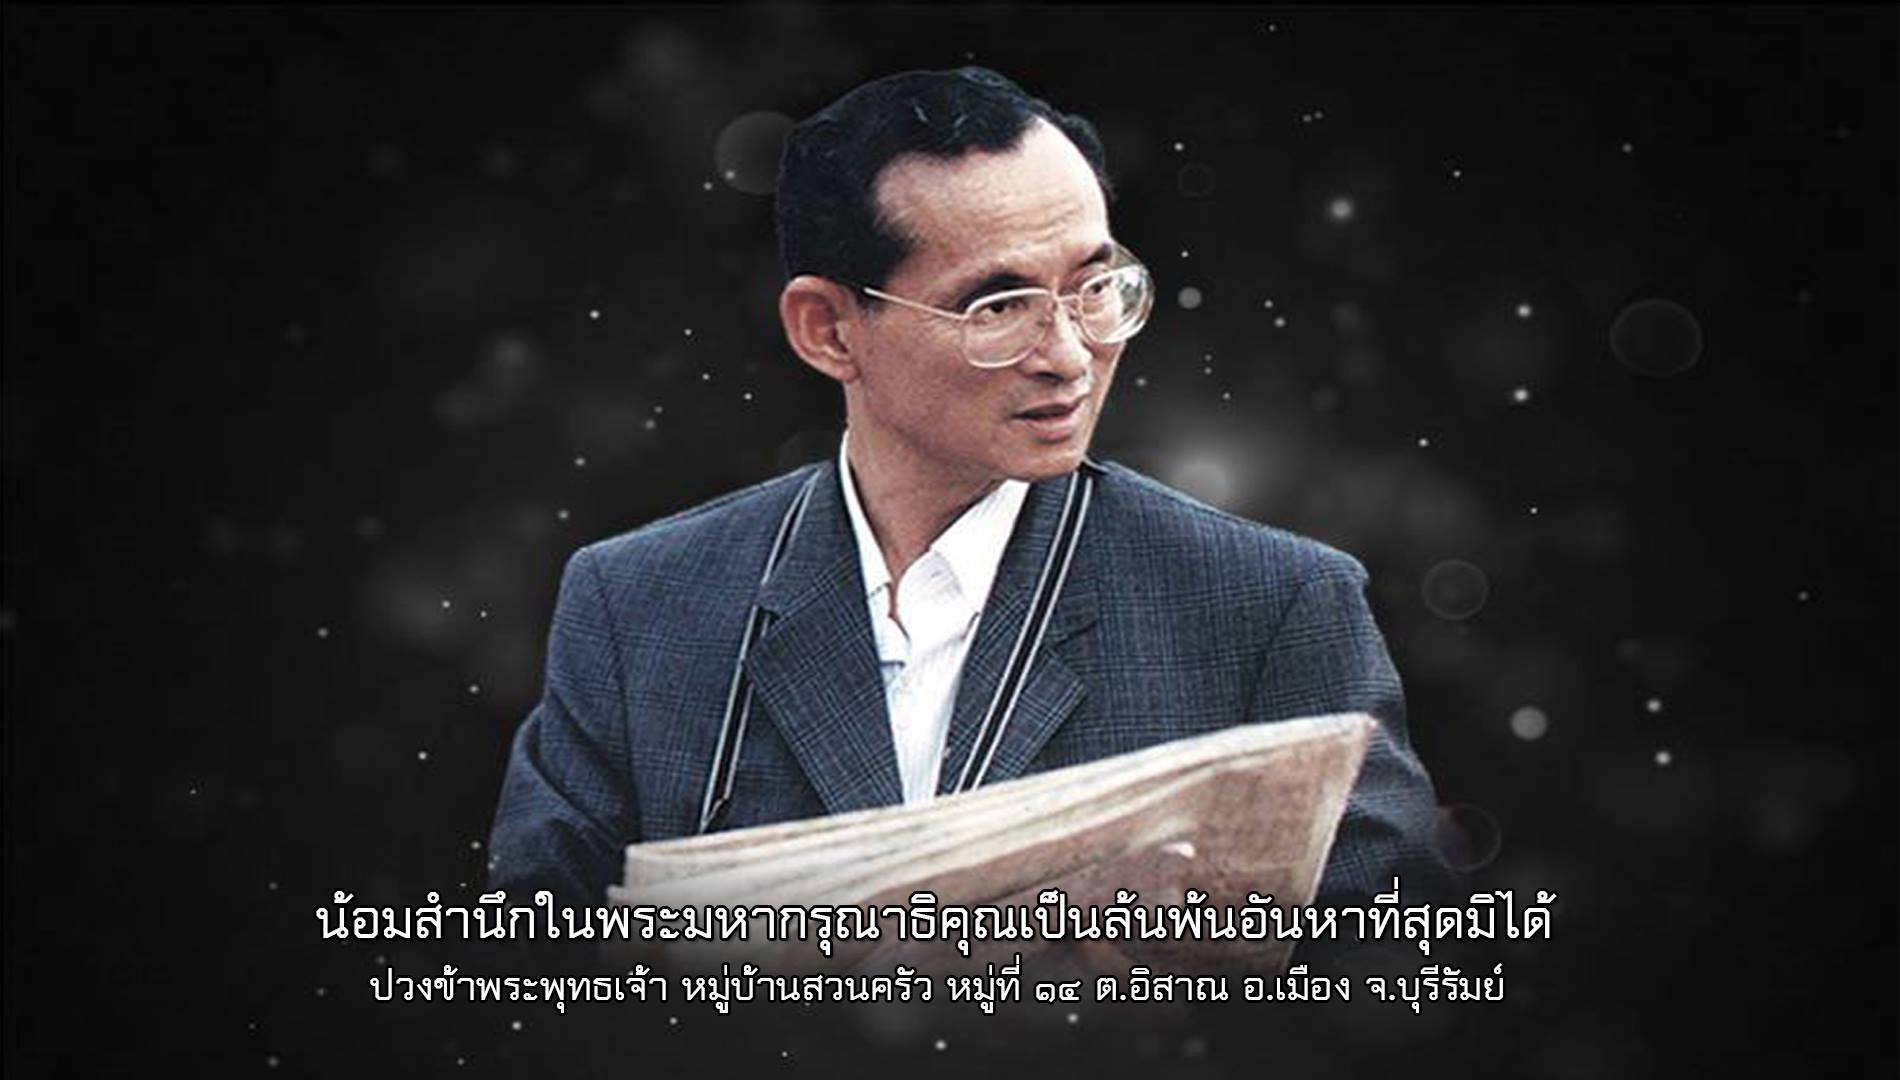 น้อมสำนึกในพระมหากรุณาธิคุณเป็นล้นพ้นอันหาที่สุดมิได้
ปวงข้าพระพุทธเจ้า หมู่บ้านสวนครัว หมู่ที่ ๑๔ ต.อิสาณ อ.เมือง จ.บุรีรัมย์